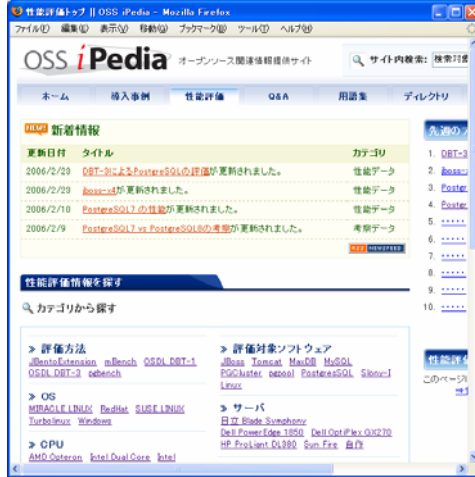 性能評価トップ || OSS iPedia - Mozilla Firefox
ファイル(F) 編集(E) 表示(V) 移動(G) ブックマーク(B) ツール(T) ヘルプ(H)
OSS iPedia オープンソース関連情報提供サイト サイト内検索: 検索対象
ホーム 導入事例 性能評価 Q&A 用語集 ディレクトリ
NEW! 新着情報
更新日付 タイトル カテゴリ
2006/2/23 DBT-3によるPostgreSQLの評価が更新されました。 性能データ
2006/2/23 jboss-x4が更新されました。 性能データ
2006/2/10 PostgreSQL7 の性能が更新されました。 性能データ
2006/2/9 PostgreSQL7 vs PostgreSQL8の考察が更新されました。 考察データ
RSS NEWSFEED
先週のア
1. DBT-3
2. jboss-
3. Postgr
4. Postgr
5. ......
6. ......
7. ......
8. ......
9. ......
10. ......
性能評価情報を探す
カテゴリから探す
» 評価方法
JBentoExtension mBench OSDL DBT-1
OSDL DBT-3 pgbench
» OS
MIRACLE LINUX RedHat SUSE LINUX
Turbolinux Windows
» CPU
AMD Opteron Intel Dual Core Intel
» 評価対象ソフトウェア
JBoss Tomcat MaxDB MySQL
PGCluster pgpool PostgresSQL Slony-I
Linux
» サーバ
日立 Blade Symphony
Dell Power Edge 1850 Dell OptiPlex GX270
HP ProLiant DL380 Sun Fire 自作
性能評
このページ